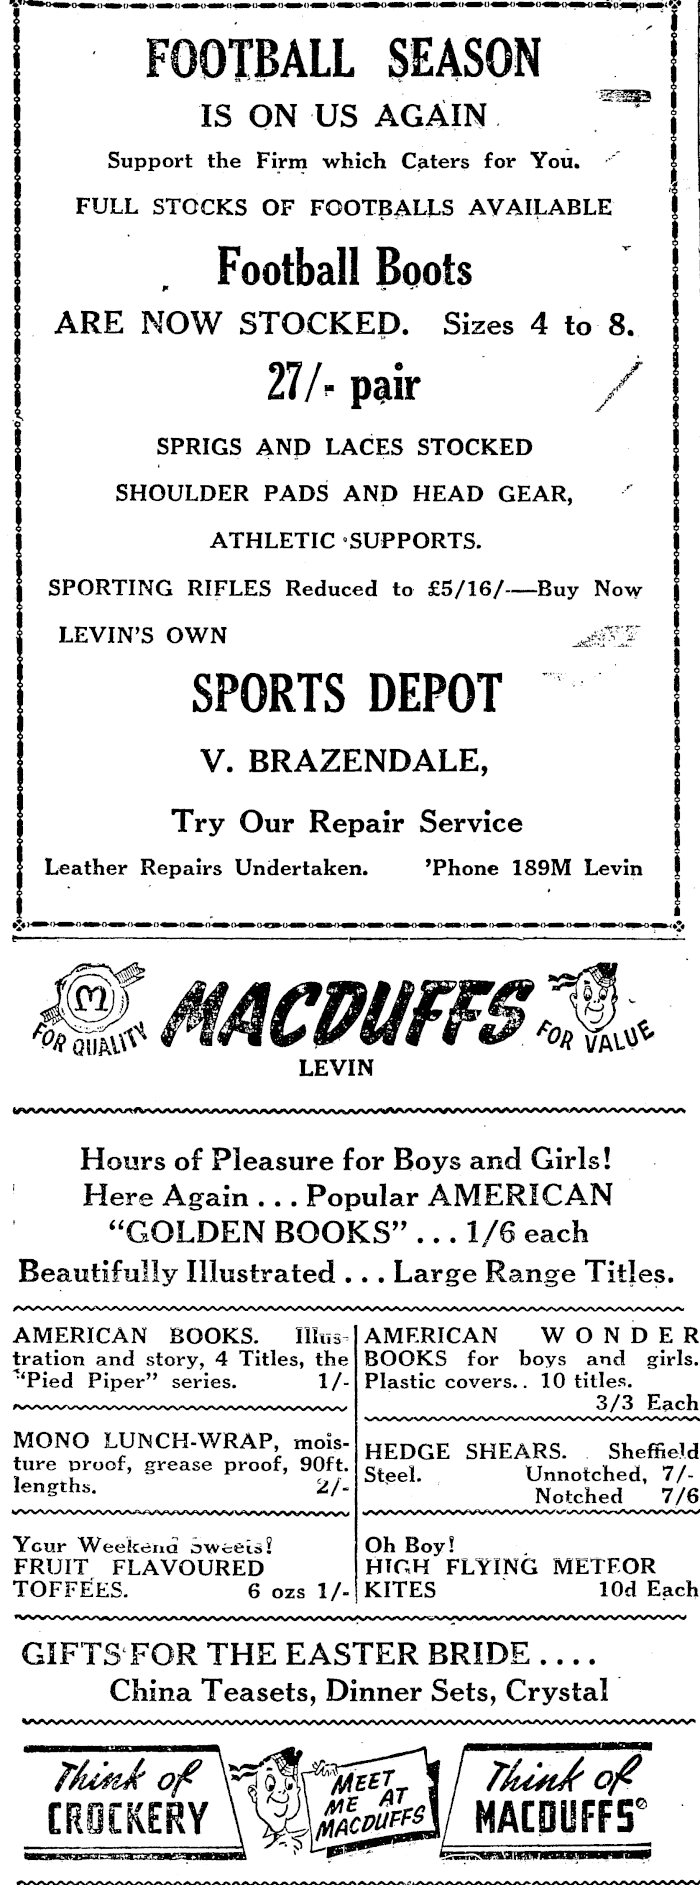 FOOTBALL SEASON
IS ON US AGAIN
Support the Firm which Caters for You.
FULL STOCKS OF FOOTBALLS AVAILABLE
Football Boots
ARE NOW STOCKED. Sizes 4 to 8.
27/- pair
SPRIGS AND LACES STOCKED
SHOULDER PADS AND HEAD GEAR,
ATHLETIC SUPPORTS.
SPORTING RIFLES Reduced to £5/16/-—Buy Now
LEVIN'S OWN
SPORTS DEPOT
V. BRAZENDALE,
Try Our Repair Service
Leather Repairs Undertaken. 'Phone 189M Levin
M
FOR QUALITY
MACDUFFS
FOR VALUE
LEVIN
Hours of Pleasure for Boys and Girls!
Here Again ... Popular AMERICAN
"GOLDEN BOOKS" ... 1/6 each
Beautifully Illustrated ... Large Range Titles.
AMERICAN BOOKS. Illus-
tration and story, 4 Titles, the
"Pied Piper" series. 1/-
MONO LUNCH-WRAP, mois-
ture proof, grease proof, 90ft.
lengths. 2/-
Your Weekend Sweets!
FRUIT FLAVOURED
TOFFEES. 6 ozs 1/-
AMERICAN WONDER
BOOKS for boys and girls.
Plastic covers.. 10 titles.
3/3 Each
HEDGE SHEARS. Sheffield
Steel. Unnotched, 7/-
Notched 7/6
Oh Boy!
HIGH FLYING METEOR
KITES 10d Each
GIFTS FOR THE EASTER BRIDE ....
China Teasets, Dinner Sets, Crystal
Think of
CROCKERY
MEET
ME AT
MACDUFFS
Think of
MACDUFFS